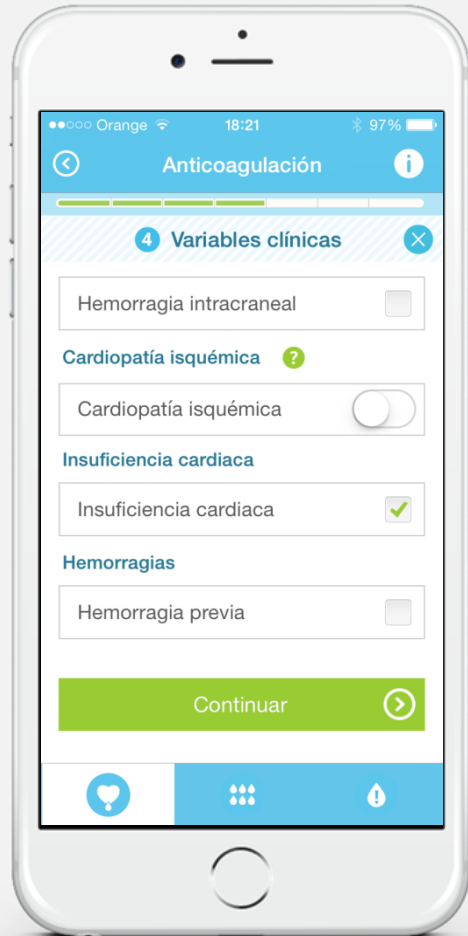 Orange 18:21 97%
Anticoagulación i
4 Variables clínicas
Hemorragia intracraneal
Cardiopatía isquémica ?
Cardiopatía isquémica
Insuficiencia cardiaca
Insuficiencia cardiaca
Hemorragias
Hemorragia previa
Continuar
!